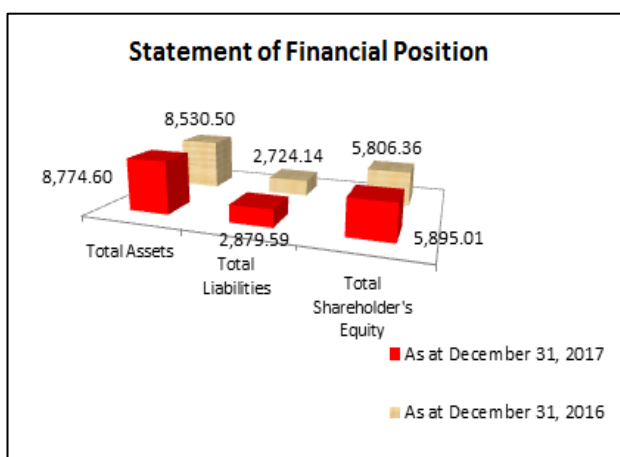 Statement of Financial Position
8,530.50
5,806.36
2,724.14
8,774.60
5,895.01
2,879.59
Total Assets
Total
Liabilities
Total
Shareholder's
Equity
As at December 31, 2017
As at December 31, 2016